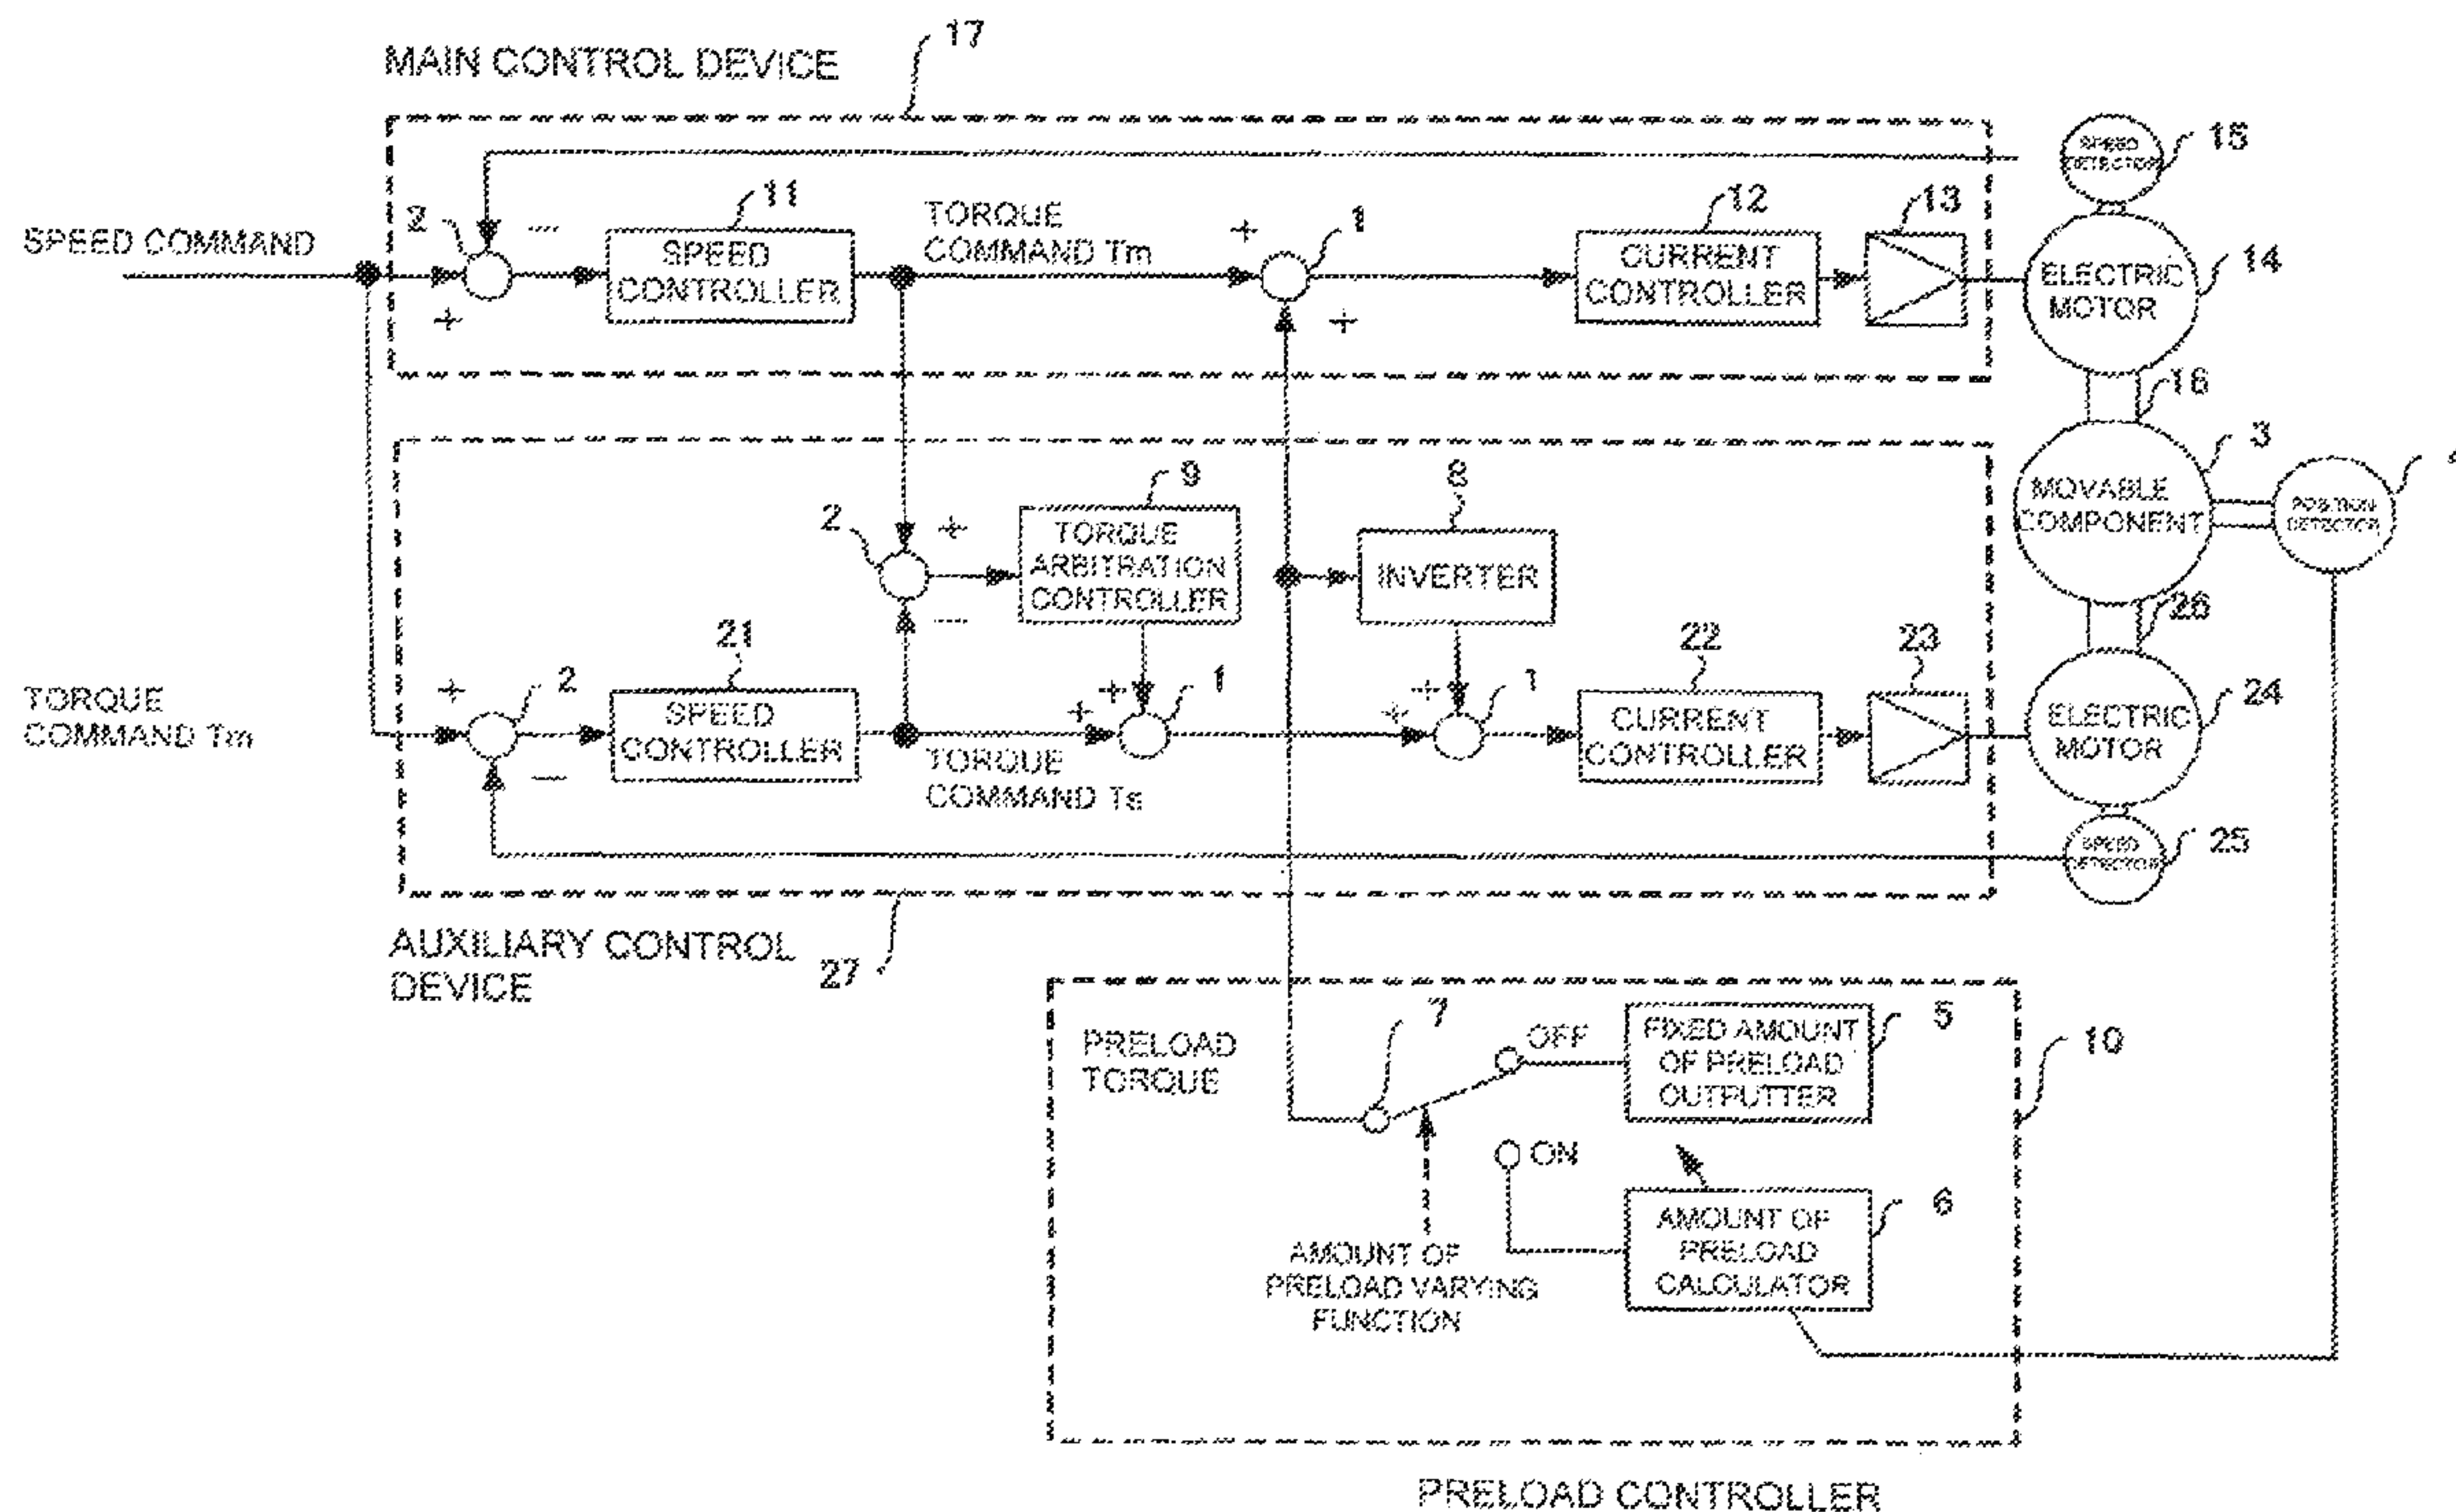 17
MAIN CONTROL DEVICE
SPEED
DETECTOR
15
SPEED COMMAND
2
−
+
11
SPEED
CONTROLLER
TORQUE
COMMAND Tm
+
1
+
12
CURRENT
CONTROLLER
13
ELECTRIC
MOTOR
14
16
3
MOVABLE
COMPONENT
POSITION
DETECTOR
2
+
−
9
TORQUE
ARBITRATION
CONTROLLER
8
INVERTER
26
TORQUE
COMMAND Tm
+
2
−
21
SPEED
CONTROLLER
TORQUE
COMMAND Ts
+
+
1
+
+
1
22
CURRENT
CONTROLLER
23
ELECTRIC
MOTOR
24
SPEED
DETECTOR
25
AUXILIARY CONTROL
DEVICE
27
PRELOAD
TORQUE
7
OFF
FIXED AMOUNT
OF PRELOAD
OUTPUTTER
5
10
ON
AMOUNT OF
PRELOAD VARYING
FUNCTION
AMOUNT OF
PRELOAD
CALCULATOR
6
PRELOAD CONTROLLER